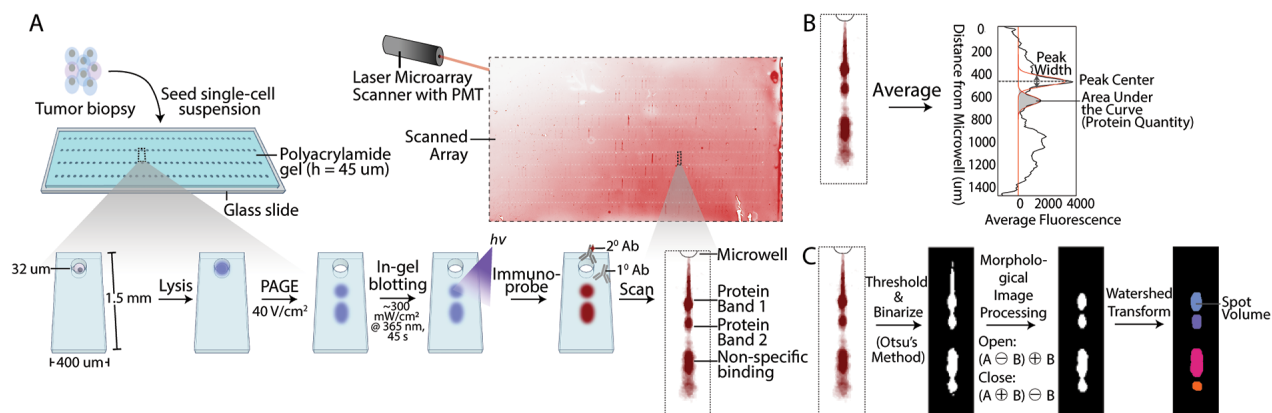 A
Tumor biopsy
Seed single-cell
suspension
Polyacrylamide
gel (h = 45 um)
Glass slide
Laser Microarray
Scanner with PMT
Scanned
Array
32 um
1.5 mm
400 um
Lysis
PAGE
40 V/cm²
In-gel
blotting
~300
mW/cm²
@ 365 nm,
45 s
hv
Immuno-
probe
2⁰ Ab
1⁰ Ab
Scan
Microwell
Protein
Band 1
Protein
Band 2
Non-specific
binding
B
Average
Distance from Microwell
(um)
0
200
400
600
800
1000
1200
1400
Peak
Width
Peak Center
Area Under
the Curve
(Protein Quantity)
0 2000 4000
Average Fluorescence
C
Threshold
&
Binarize
(Otsu's
Method)
Morpholo-
gical
Image
Processing
Open:
(A ⊖ B) ⊕ B
Close:
(A ⊕ B) ⊖ B
Watershed
Transform
Spot
Volume